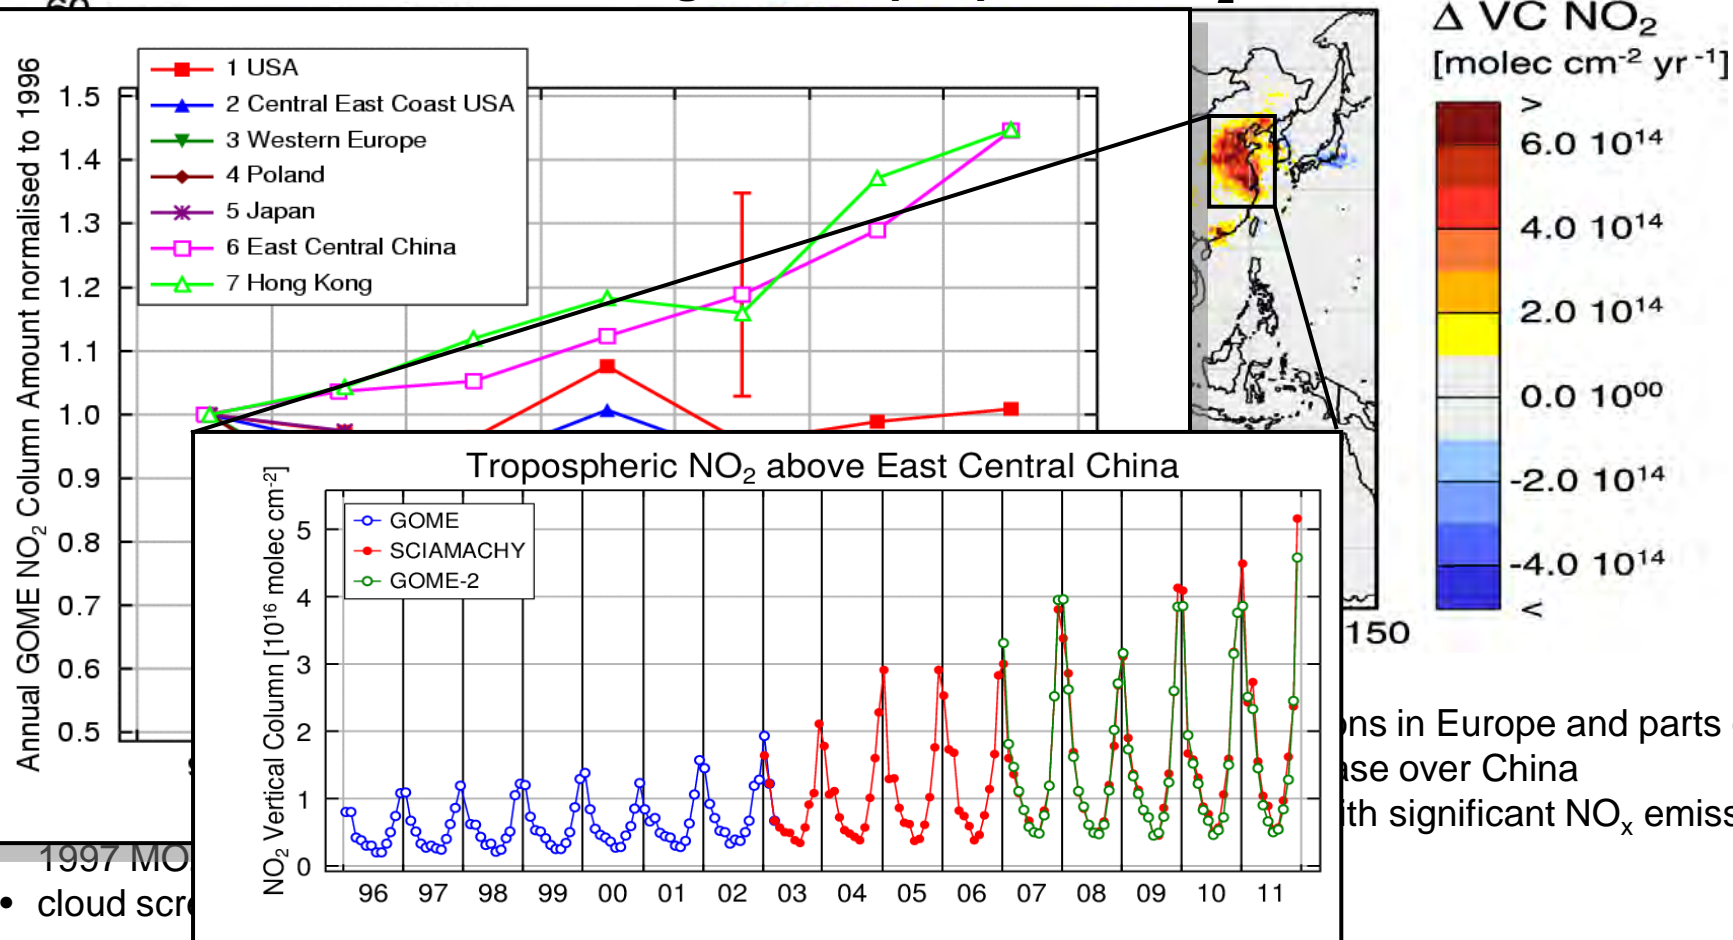 Δ VC NO₂
[molec cm⁻² yr⁻¹]
>
6.0 10¹⁴
4.0 10¹⁴
2.0 10¹⁴
0.0 10⁰⁰
-2.0 10¹⁴
-4.0 10¹⁴
<
150
Annual GOME NO₂ Column Amount normalised to 1996
1 USA
2 Central East Coast USA
3 Western Europe
4 Poland
5 Japan
6 East Central China
7 Hong Kong
1.5
1.4
1.3
1.2
1.1
1.0
0.9
0.8
0.7
0.6
0.5
Tropospheric NO₂ above East Central China
NO₂ Vertical Column [10¹⁶ molec cm⁻²]
GOME
SCIAMACHY
GOME-2
5
4
3
2
1
0
96 97 98 99 00 01 02 03 04 05 06 07 08 09 10 11
in Europe and parts
over China
significant NOₓ
1997
• cloud